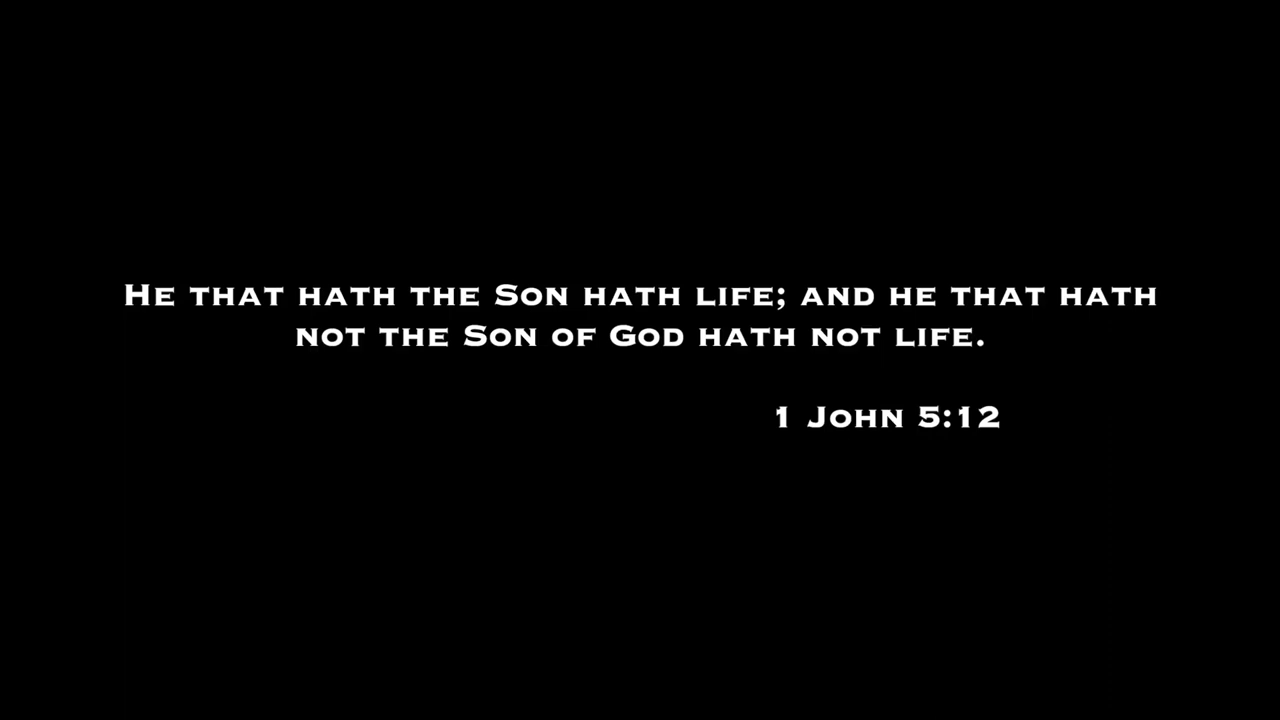 He that hath the Son hath life; and he that hath
not the Son of God hath not life.
1 John 5:12